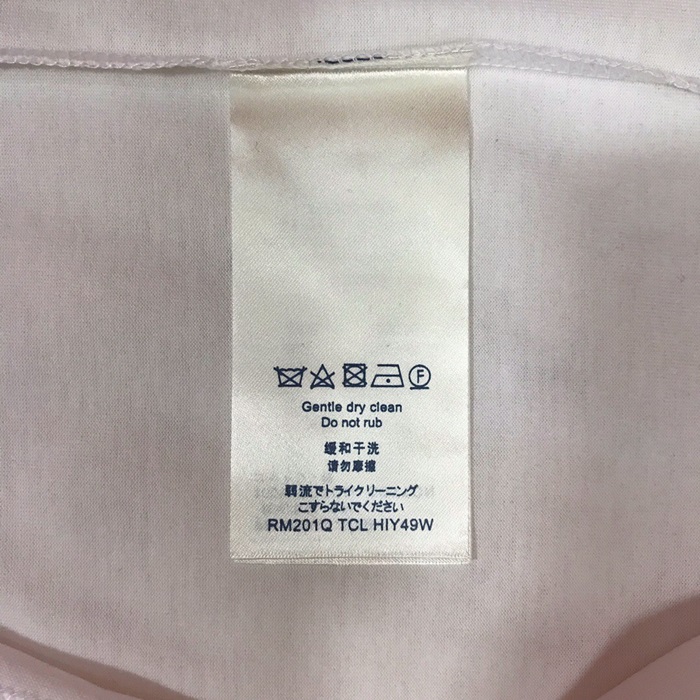 F
Gentle dry clean
Do not rub
缓和干洗
请勿摩擦
弱流でトライクリーニング
こすらないでください
RM201Q TCL HIY49W